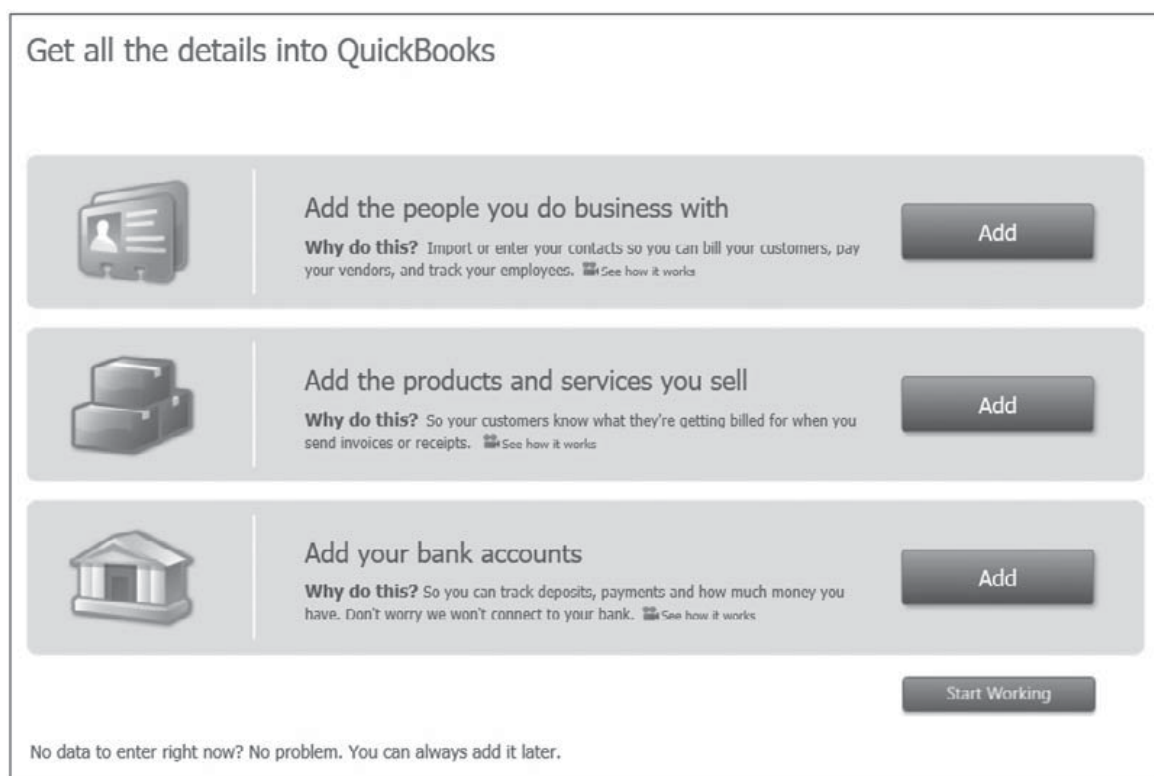 Get all the details into QuickBooks
Add the people you do business with
Why do this? Import or enter your contacts so you can bill your customers, pay
your vendors, and track your employees. See how it works
Add
Add the products and services you sell
Why do this? So your customers know what they're getting billed for when you
send invoices or receipts. See how it works
Add
Add your bank accounts
Why do this? So you can track deposits, payments and how much money you
have. Don't worry we won't connect to your bank. See how it works
Add
Start Working
No data to enter right now? No problem. You can always add it later.